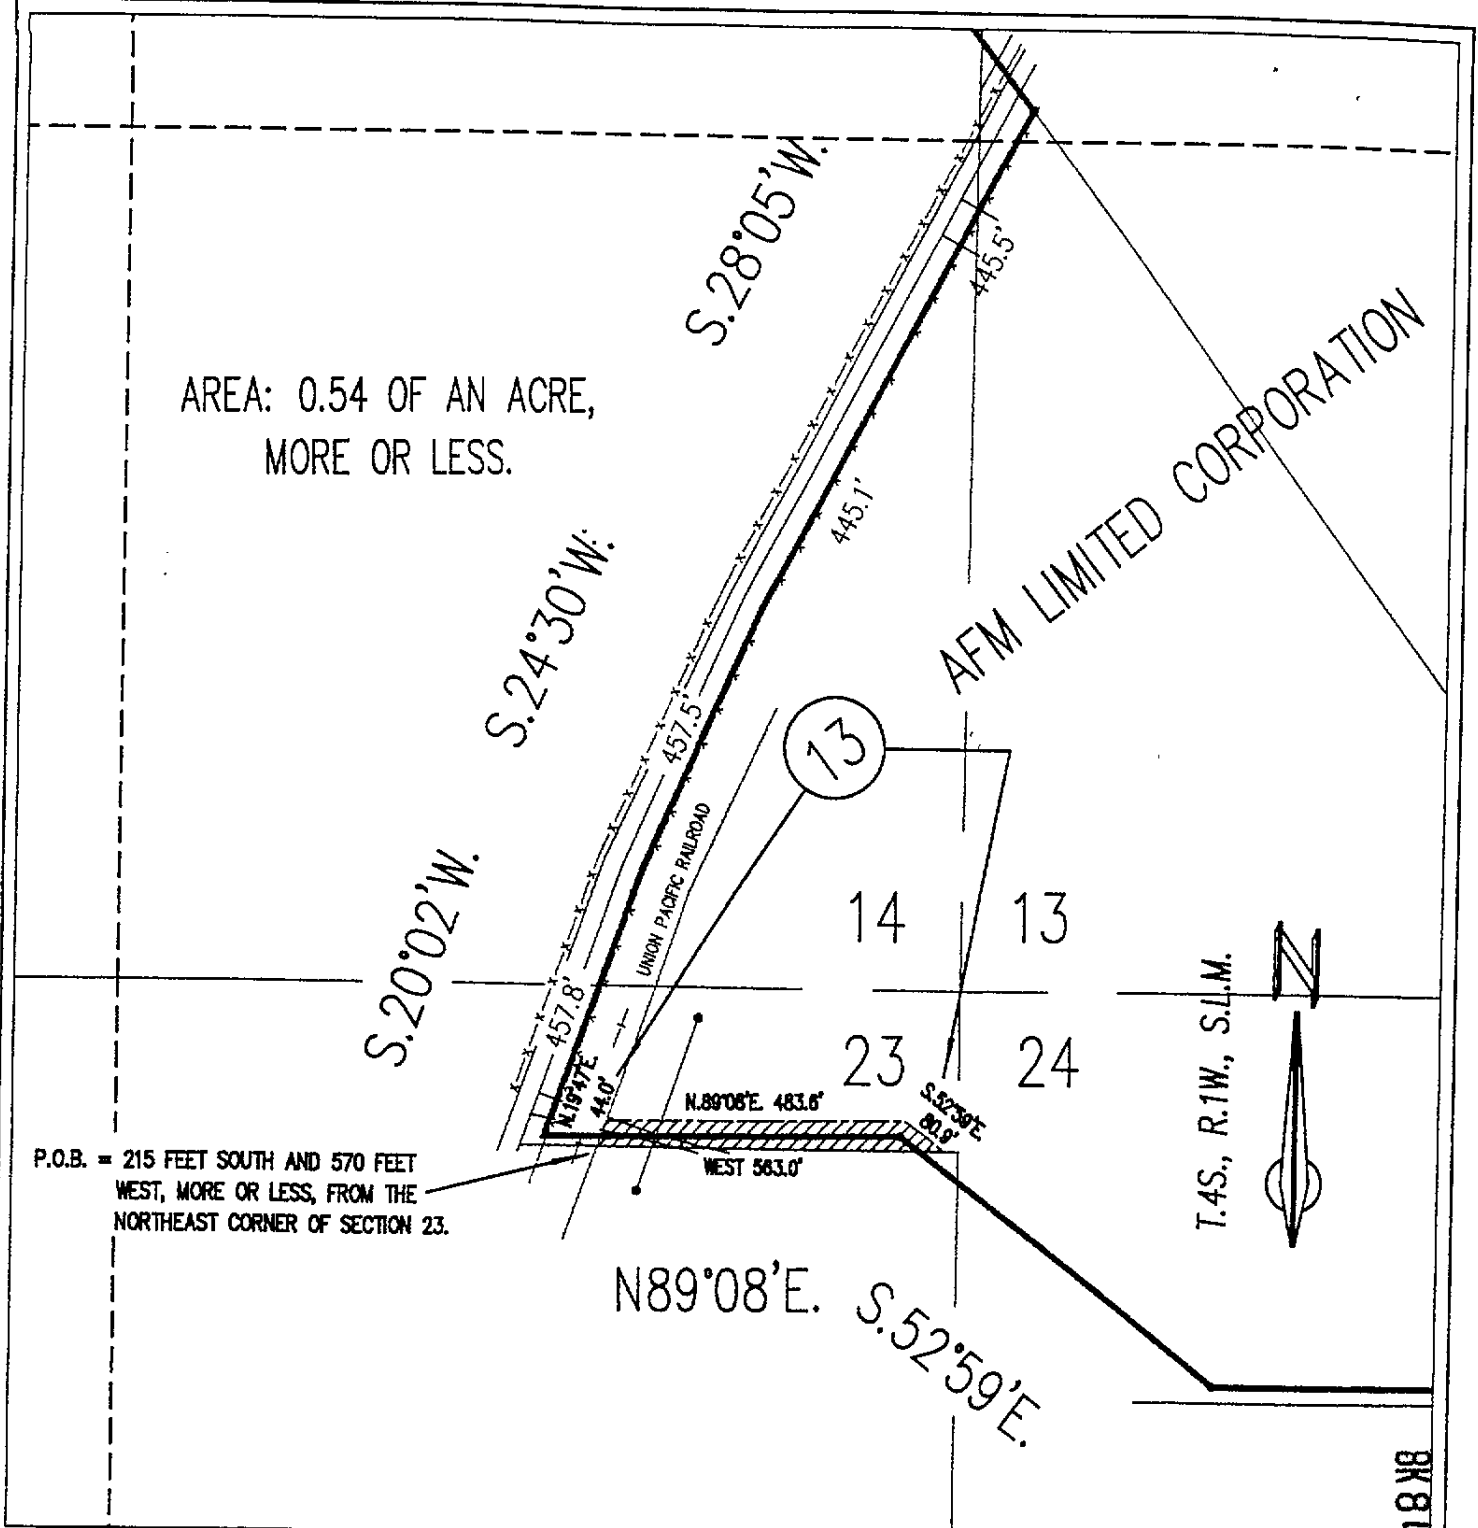 S.28°05'W.
445.5'
AREA: 0.54 OF AN ACRE,
MORE OR LESS.
AFM LIMITED CORPORATION
445.1'
S.24°30'W.
457.5'
13
UNION PACIFIC RAILROAD
S.20°02'W.
14
13
N
457.8'
T.4S., R.1W., S.L.M.
23
24
N.19°47'E.
44.0'
N.89°08'E. 483.6'
S.52°59'E.
80.9'
WEST 563.0'
P.O.B. = 215 FEET SOUTH AND 570 FEET
WEST, MORE OR LESS, FROM THE
NORTHEAST CORNER OF SECTION 23.
N89°08'E.
S.52°59'E.